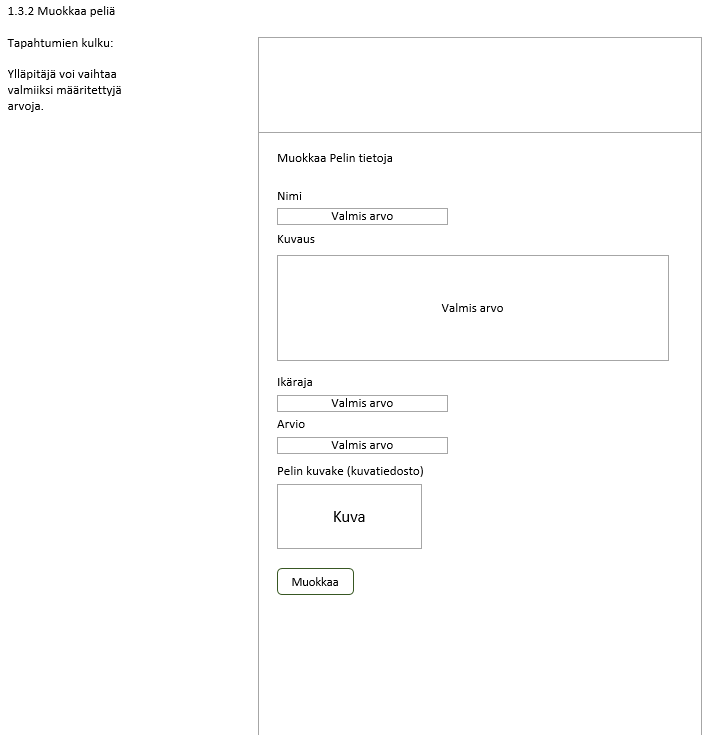 1.3.2 Muokkaa peliä
Tapahtumien kulku:
Ylläpitäjä voi vaihtaa
valmiiksi määritettyjä
arvoja.
Muokkaa Pelin tietoja
Nimi
Valmis arvo
Kuvaus
Valmis arvo
Ikäraja
Valmis arvo
Arvio
Valmis arvo
Pelin kuvake (kuvatiedosto)
Kuva
Muokkaa